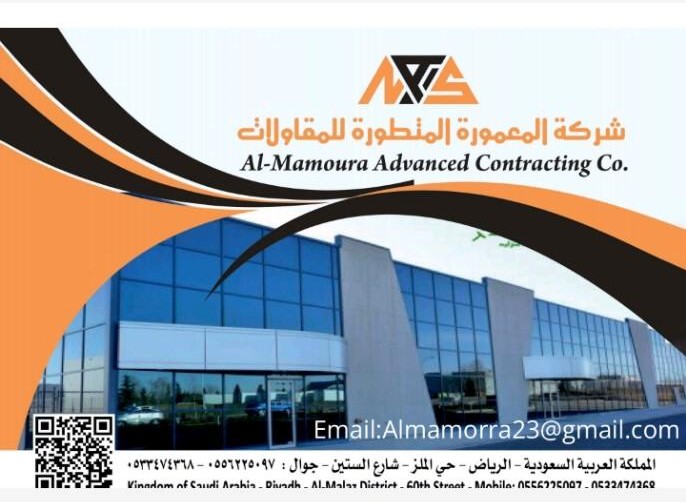 شركة المعمورة المتطورة للمقاولات
Al-Mamoura Advanced Contracting Co.
Email:Almamorra23@gmail.com
المملكة العربية السعودية - الرياض - حي الملز - شارع الستين - جوال : ٠٥٥٦٢٢٥٠٩٧ - ٠٥٣٣٤٧٤٣٦٨
Kingdom of Saudi Arabia - Riyadh - Al-Malaz District - 60th Street - Mobile: 0556225097 - 0533474368